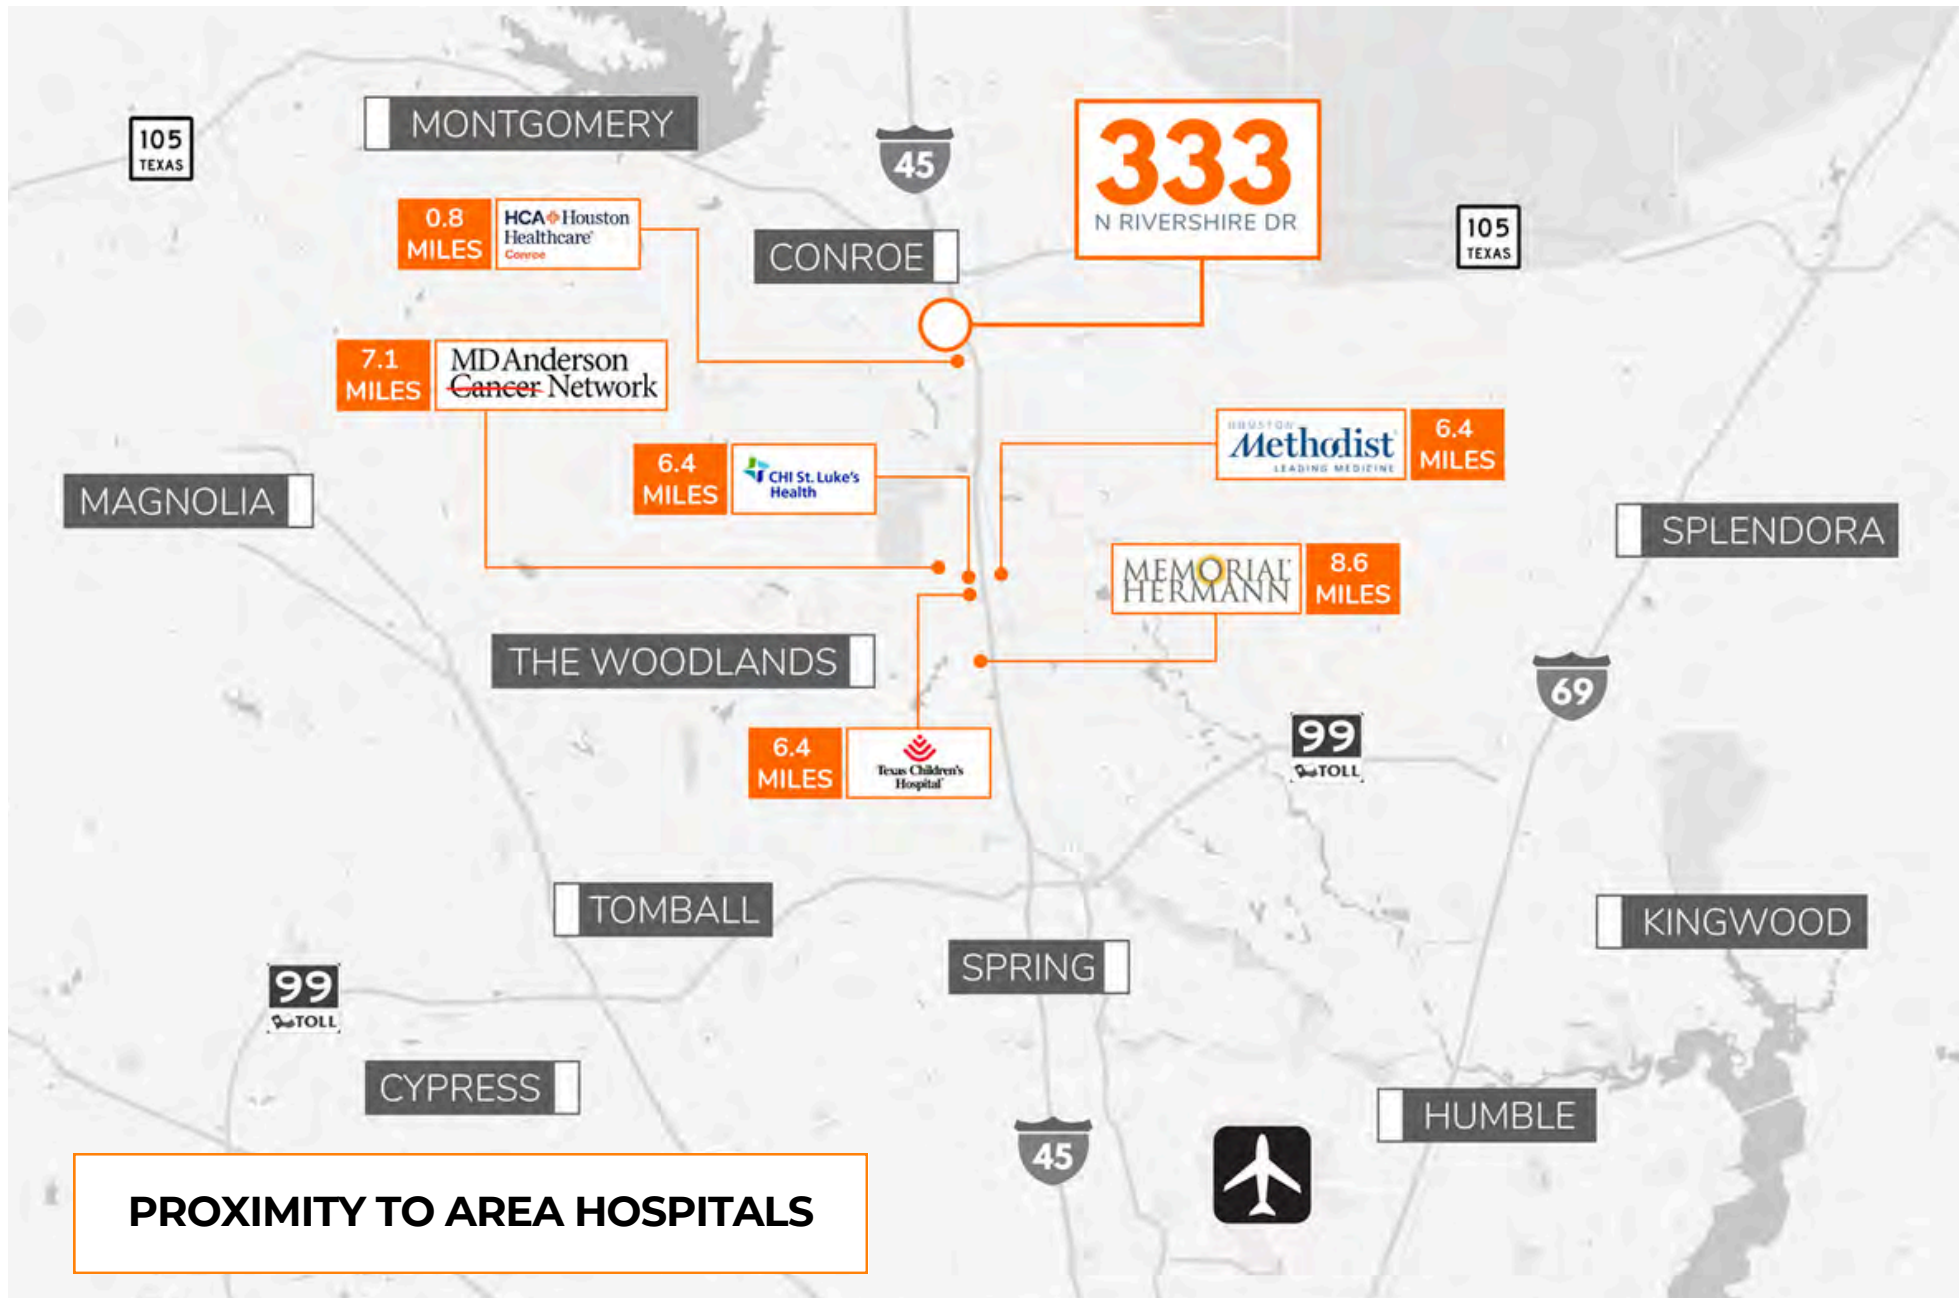 MONTGOMERY
105
TEXAS
45
333
N RIVERSHIRE DR
0.8
MILES
HCA Houston
Healthcare
Conroe
CONROE
105
TEXAS
7.1
MILES
MD Anderson
Cancer Network
6.4
MILES
CHI St. Luke's
Health
HOUSTON
Methodist
LEADING MEDICINE
6.4
MILES
MAGNOLIA
SPLENDORA
MEMORIAL
HERMANN
8.6
MILES
THE WOODLANDS
69
99
TOLL
6.4
MILES
Texas Children's
Hospital
TOMBALL
KINGWOOD
SPRING
99
TOLL
CYPRESS
HUMBLE
45
PROXIMITY TO AREA HOSPITALS